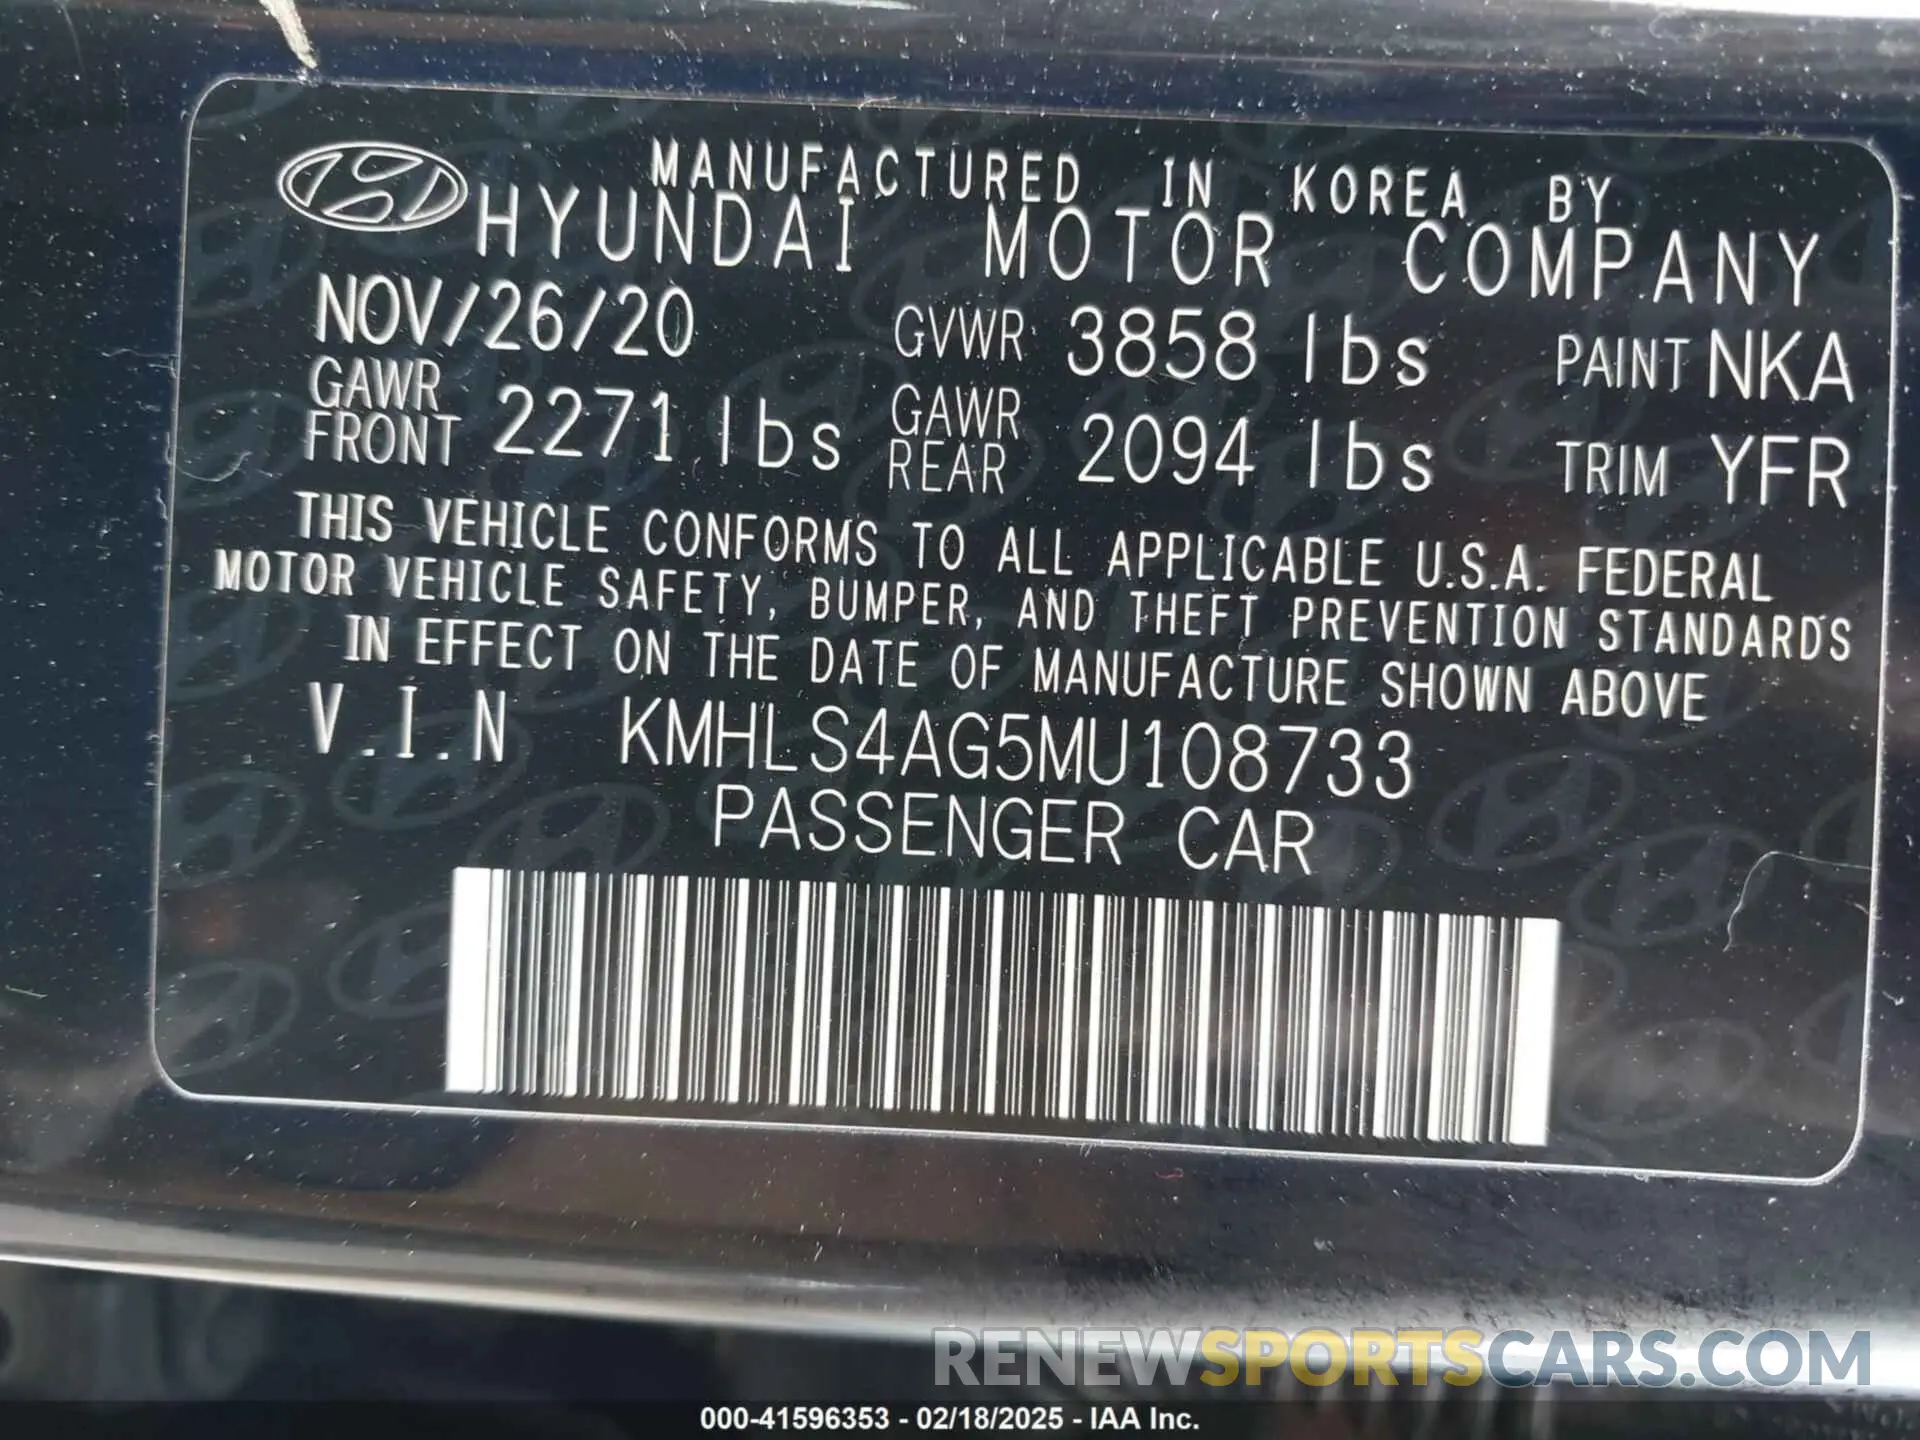 MANUFACTURED IN KOREA BY
HYUNDAI MOTOR COMPANY
NOV/26/20 GVWR 3858 lbs PAINT NKA
GAWR FRONT 2271 lbs GAWR REAR 2094 lbs TRIM YFR
THIS VEHICLE CONFORMS TO ALL APPLICABLE U.S.A. FEDERAL
MOTOR VEHICLE SAFETY, BUMPER, AND THEFT PREVENTION STANDARDS
IN EFFECT ON THE DATE OF MANUFACTURE SHOWN ABOVE
V.I.N KMHLS4AG5MU108733
PASSENGER CAR
RENEWSPORTSCARS.COM
000-41596353 - 02/18/2025 - IAA Inc.